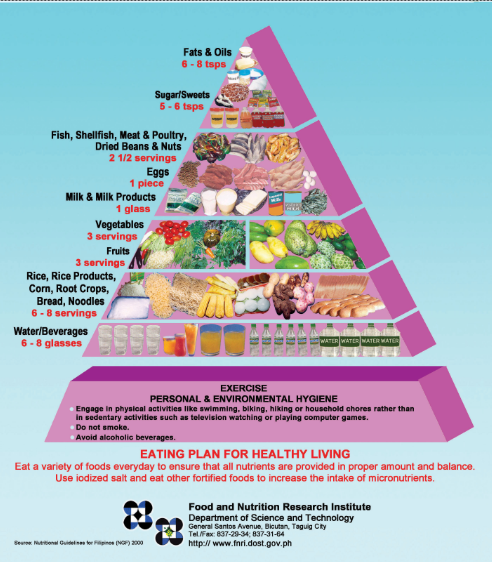 Fats & Oils
6 - 8 tsps
Sugar/Sweets
5 - 6 tsps
Fish, Shellfish, Meat & Poultry,
Dried Beans & Nuts
2 1/2 servings
Eggs
1 piece
Milk & Milk Products
1 glass
Vegetables
3 servings
Fruits
3 servings
Rice, Rice Products,
Corn, Root Crops,
Bread, Noodles
6 - 8 servings
Water/Beverages
6 - 8 glasses
WATER WATER WATER WATER
EXERCISE
PERSONAL & ENVIRONMENTAL HYGIENE
Engage in physical activities like swimming, biking, hiking or household chores rather than
in sedentary activities such as television watching or playing computer games.
Do not smoke.
Avoid alcoholic beverages.
EATING PLAN FOR HEALTHY LIVING
Eat a variety of foods everyday to ensure that all nutrients are provided in proper amount and balance.
Use iodized salt and eat other fortified foods to increase the intake of micronutrients.
Food and Nutrition Research Institute
Department of Science and Technology
General Santos Avenue, Bicutan, Taguig City
Tel./Fax: 837-29-34; 837-31-64
http:// www.fnri.dost.gov.ph
Source: Nutritional Guidelines for Filipinos (NGF) 2000